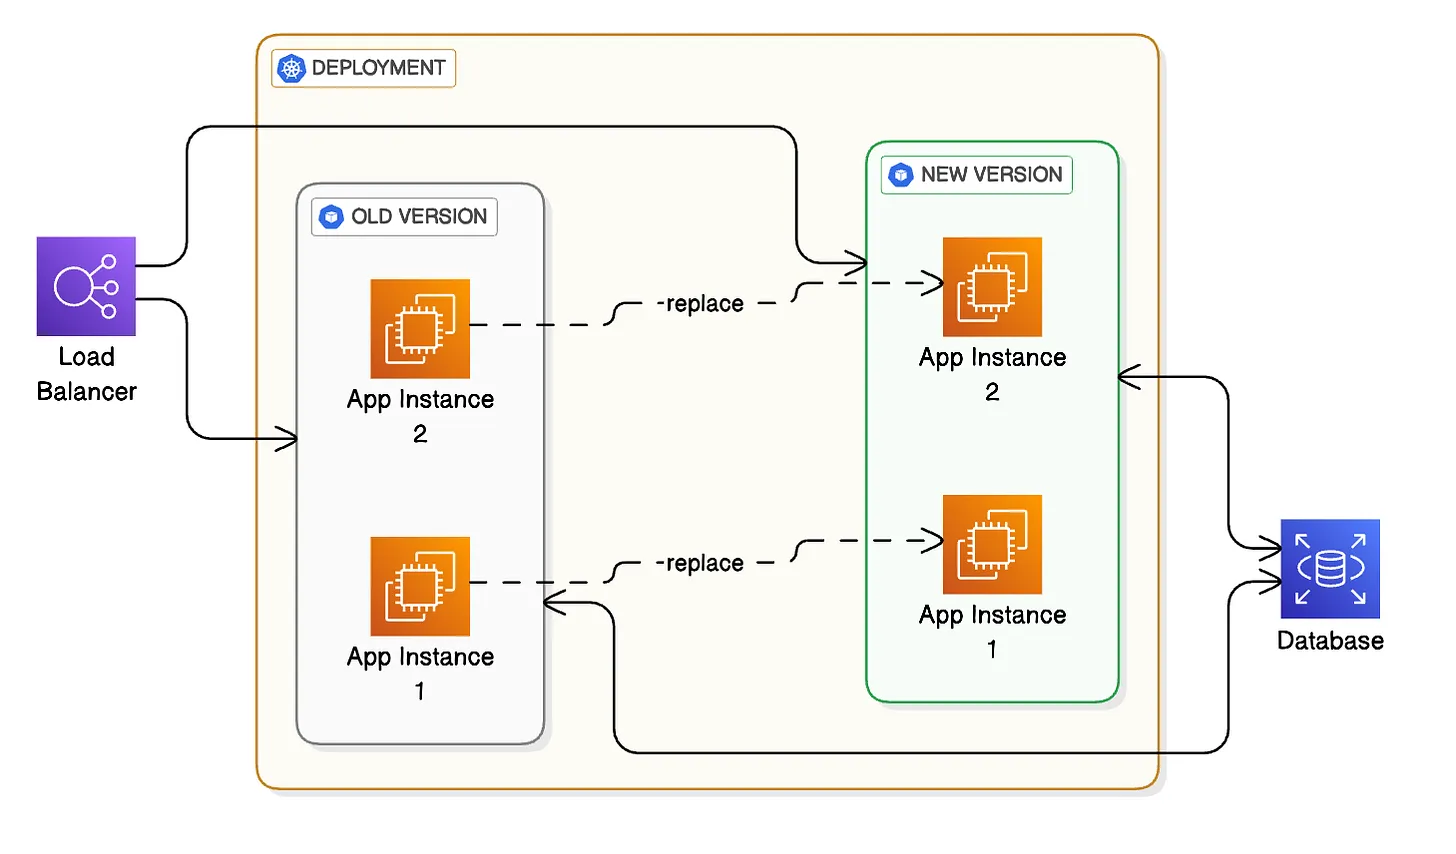 DEPLOYMENT
NEW VERSION
OLD VERSION
App Instance
2
-replace
App Instance
2
Load
Balancer
App Instance
1
-replace
App Instance
1
Database